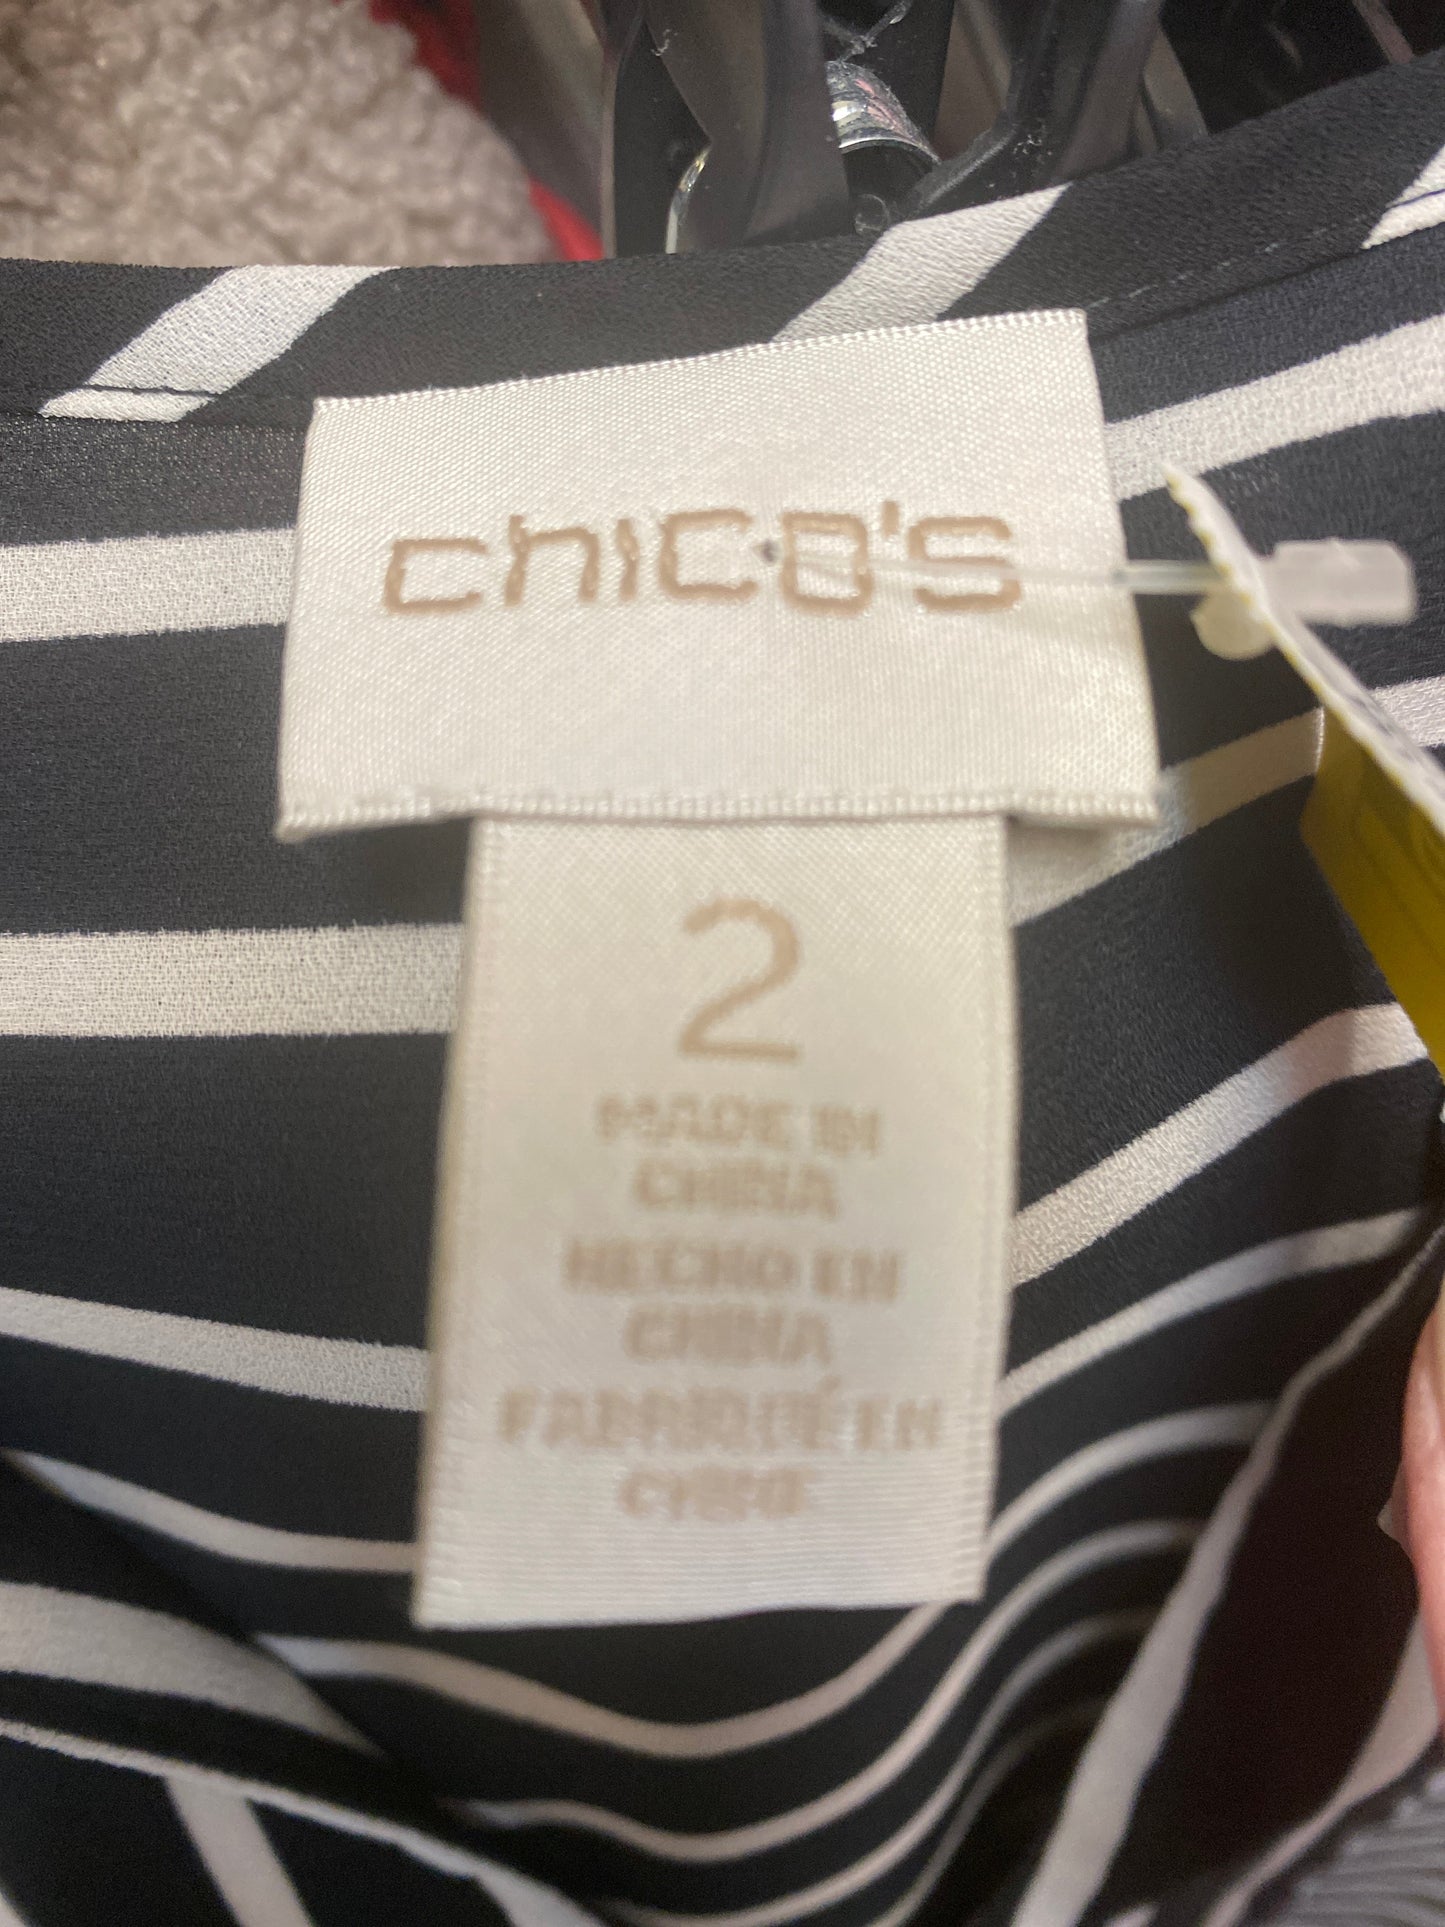 chico's
2
MADE IN
CHINA
HECHO EN
CHINA
FABRIQUÉ EN
CHINE